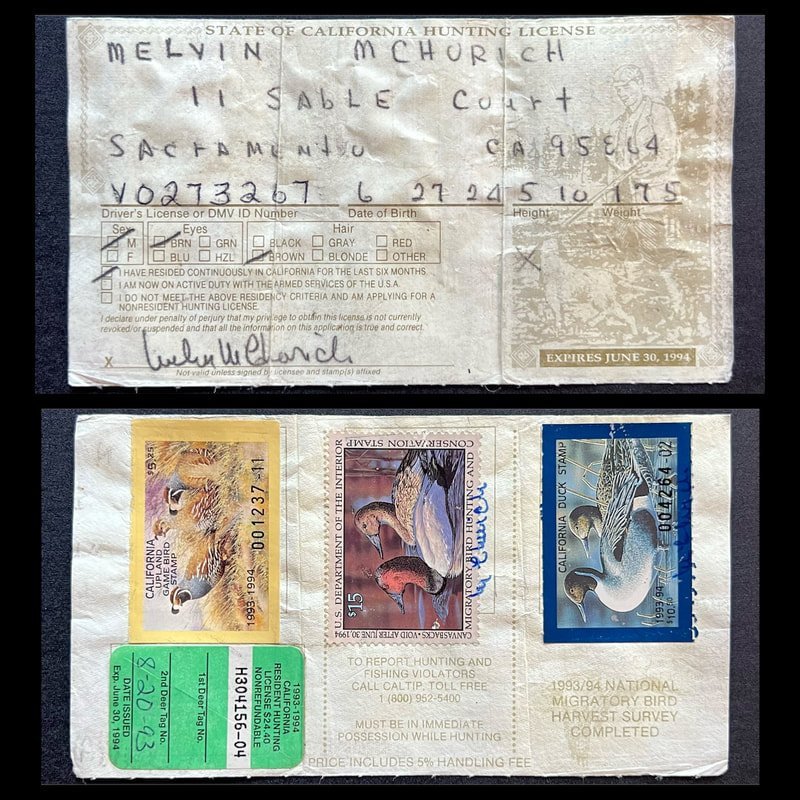 STATE OF CALIFORNIA HUNTING LICENSE
MELVIN MCHURICH
11 SABLE Court
SACRAMENTO CA 95864
V0273267 6 27 24 5 10 175
Driver's License or DMV ID Number Date of Birth Height Weight
Sex Eyes Hair
M BRN GRN BLACK GRAY RED
F BLU HZL BROWN BLONDE OTHER
I HAVE RESIDED CONTINUOUSLY IN CALIFORNIA FOR THE LAST SIX MONTHS.
I AM NOW ON ACTIVE DUTY WITH THE ARMED SERVICES OF THE U.S.A.
I DO NOT MEET THE ABOVE RESIDENCY CRITERIA AND AM APPLYING FOR A
NONRESIDENT HUNTING LICENSE.
I declare under penalty of perjury that my privilege to obtain this license is not currently
revoked/or suspended and that all the information on this application is true and correct.
X
X
EXPIRES JUNE 30, 1994
Not valid unless signed by licensee and stamp(s) affixed
$5.25
CALIFORNIA
UPLAND
GAME BIRD
STAMP
1993-1994 001237-11
U.S. DEPARTMENT OF THE INTERIOR
$15
CANVASBACKS • VOID AFTER JUNE 30, 1994
MIGRATORY BIRD HUNTING AND
CONSERVATION STAMP
CALIFORNIA DUCK STAMP
1993/94 004264-02
1993-1994
CALIFORNIA
RESIDENT HUNTING
LICENSE $24.40
NONREFUNDABLE
H304156-04
1st Deer Tag No.
2nd Deer Tag No.
8-20-93
DATE ISSUED
Exp June 30, 1994
TO REPORT HUNTING AND
FISHING VIOLATORS
CALL CALTIP. TOLL FREE
1 (800) 952-5400
MUST BE IN IMMEDIATE
POSSESSION WHILE HUNTING
PRICE INCLUDES 5% HANDLING FEE
1993/94 NATIONAL
MIGRATORY BIRD
HARVEST SURVEY
COMPLETED